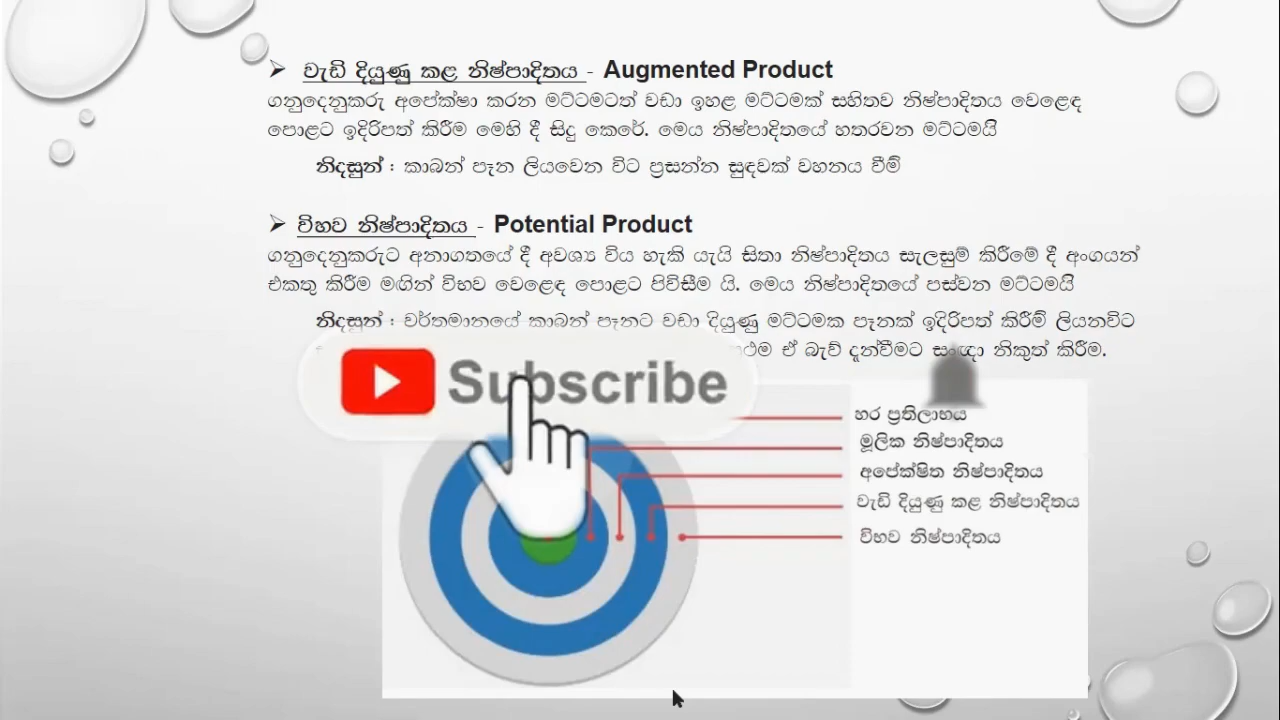 වැඩි දියුණු කළ නිෂ්පාදිතය - Augmented Product
ගනුදෙනුකරු අපේක්ෂා කරන මට්ටමටත් වඩා ඉහළ මට්ටමක් සහිතව නිෂ්පාදිතය වෙළෙඳ
පොළට ඉදිරිපත් කිරීම මෙහි දී සිදු කෙරේ. මෙය නිෂ්පාදිතයේ හතරවන මට්ටමයි
නිදසුන් : කාබන් පෑන ලියවෙන විට ප්‍රසන්න සුඳවක් වහනය වීම්
විභව නිෂ්පාදිතය - Potential Product
ගනුදෙනුකරුට අනාගතයේ දී අවශ්‍ය විය හැකි යැයි සිතා නිෂ්පාදිතය සැලසුම් කිරීමේ දී අංගයන්
එකතු කිරීම මඟින් විභව වෙළෙඳ පොළට පිවිසීම යි. මෙය නිෂ්පාදිතයේ පස්වන මට්ටමයි
නිදසුන් : වර්තමානයේ කාබන් පෑනට වඩා දියුණු මට්ටමක පෑනක් ඉදිරිපත් කිරීම් ලියනවිට
ඒ බැව් දැන්වීමට සංඥා නිකුත් කිරීම.
Subscribe
හර ප්‍රතිලාභය
මූලික නිෂ්පාදිතය
අපේක්ෂිත නිෂ්පාදිතය
වැඩි දියුණු කළ නිෂ්පාදිතය
විභව නිෂ්පාදිතය